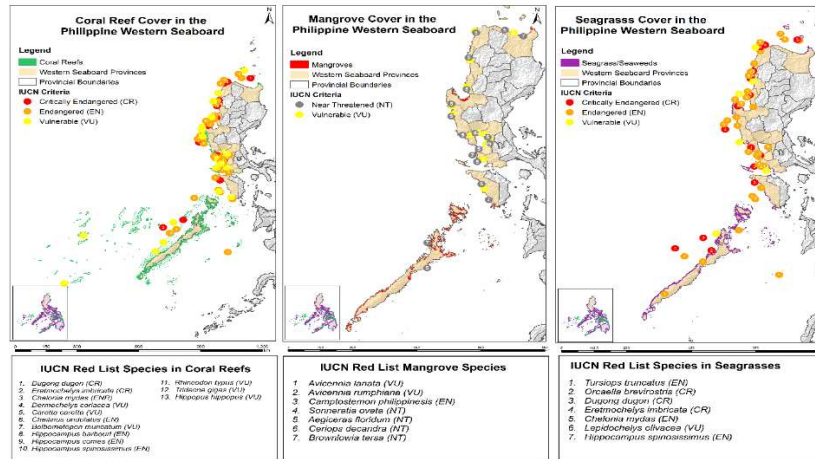 Coral Reef Cover in the
Philippine Western Seaboard
N
Legend
Coral Reefs
Western Seaboard Provinces
Provincial Boundaries
IUCN Criteria
Critically Endangered (CR)
Endangered (EN)
Vulnerable (VU)
IUCN Red List Species in Coral Reefs
1. Dugong dugon (CR)
2. Eretmochelys imbricata (CR)
3. Chelonia mydas (ENR)
4. Dermochelys coriacea (VU)
5. Caretta caretta (VU)
6. Cheilinus undulatus (EN)
7. Bolbometopon muricatum (VU)
8. Hippocampus barbouri (EN)
9. Hippocampus comes (EN)
10. Hippocampus spinosissimus (EN)
11. Rhincodon typus (VU)
12. Tridacna gigas (VU)
13. Hippopus hippopus (VU)
Mangrove Cover in the
Philippine Western Seaboard
N
Legend
Mangroves
Western Seaboard Provinces
Provincial Boundaries
IUCN Criteria
Near Threatened (NT)
Vulnerable (VU)
IUCN Red List Mangrove Species
1 Avicennia lanata (VU)
2 Avicennia rumphiana (VU)
3 Camptostemon philippinensis (EN)
4 Sonneratia ovata (NT)
5 Aegiceras floridum (NT)
6 Ceriops decandra (NT)
7 Brownlowia tersa (NT)
Seagrass Cover in the
Philippine Western Seaboard
N
Legend
Seagrass/Seaweeds
Western Seaboard Provinces
Provincial Boundaries
IUCN Criteria
Critically Endangered (CR)
Endangered (EN)
Vulnerable (VU)
IUCN Red List Species in Seagrasses
1. Tursiops truncatus (EN)
2. Orcaella brevirostris (CR)
3. Dugong dugon (CR)
4. Eretmochelys imbricata (CR)
5. Chelonia mydas (EN)
6. Lepidochelys olivacea (VU)
7 Hippocampus spinosissimus (EN)